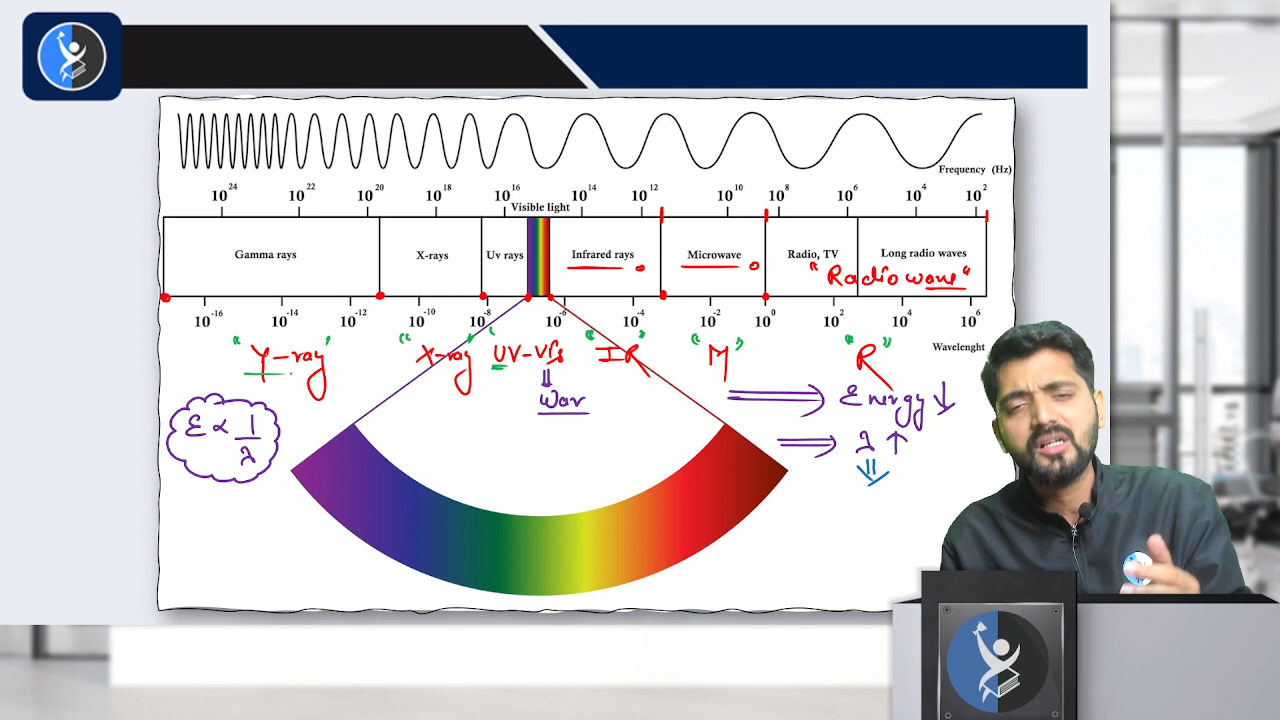 Frequency (Hz)
10^24 10^22 10^20 10^18 10^16 10^14 10^12 10^10 10^8 10^6 10^4 10^2
Visible light
Gamma rays X-rays Uv rays Infrared rays Microwave Radio, TV Long radio waves
"Radio wave"
10^-16 10^-14 10^-12 10^-10 10^-8 10^-6 10^-4 10^-2 10^0 10^2 10^4 10^6
Wavelenght
"γ-ray" "X-ray" "UV-Vis "IR" "M" "R"
wav
Energy ↓
E ∝ 1/λ
λ ↑